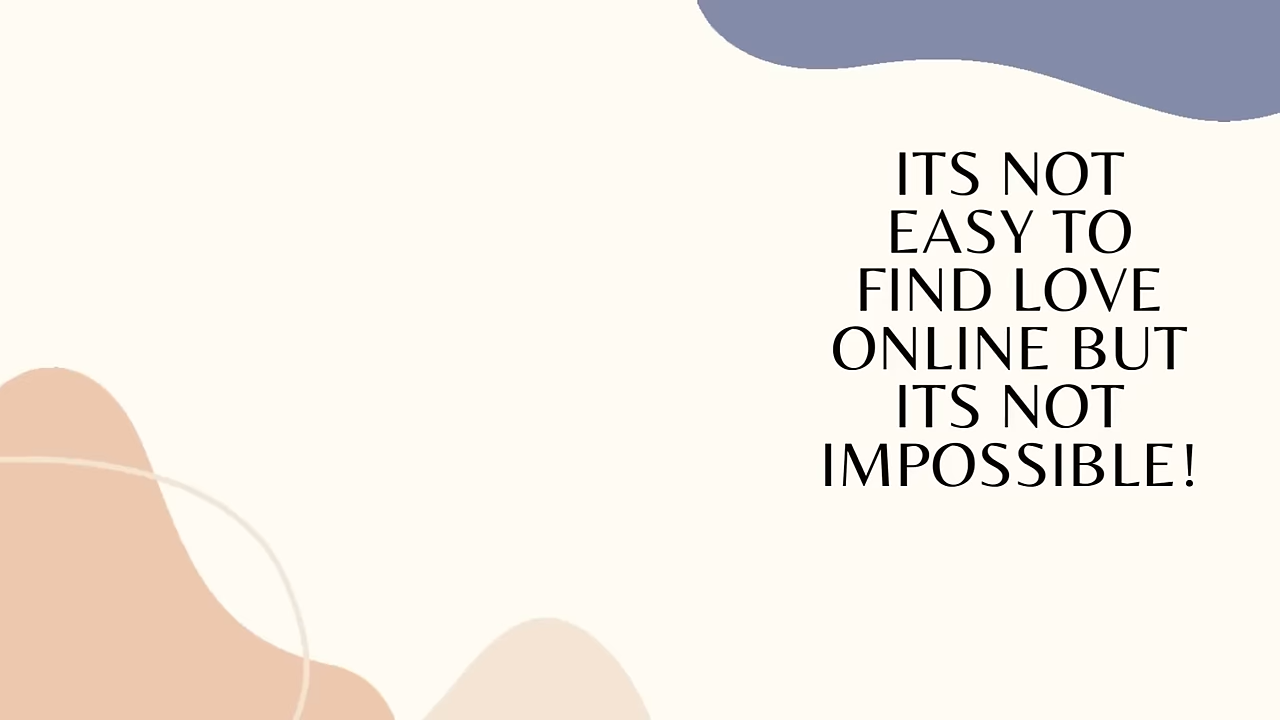 ITS NOT
EASY TO
FIND LOVE
ONLINE BUT
ITS NOT
IMPOSSIBLE!